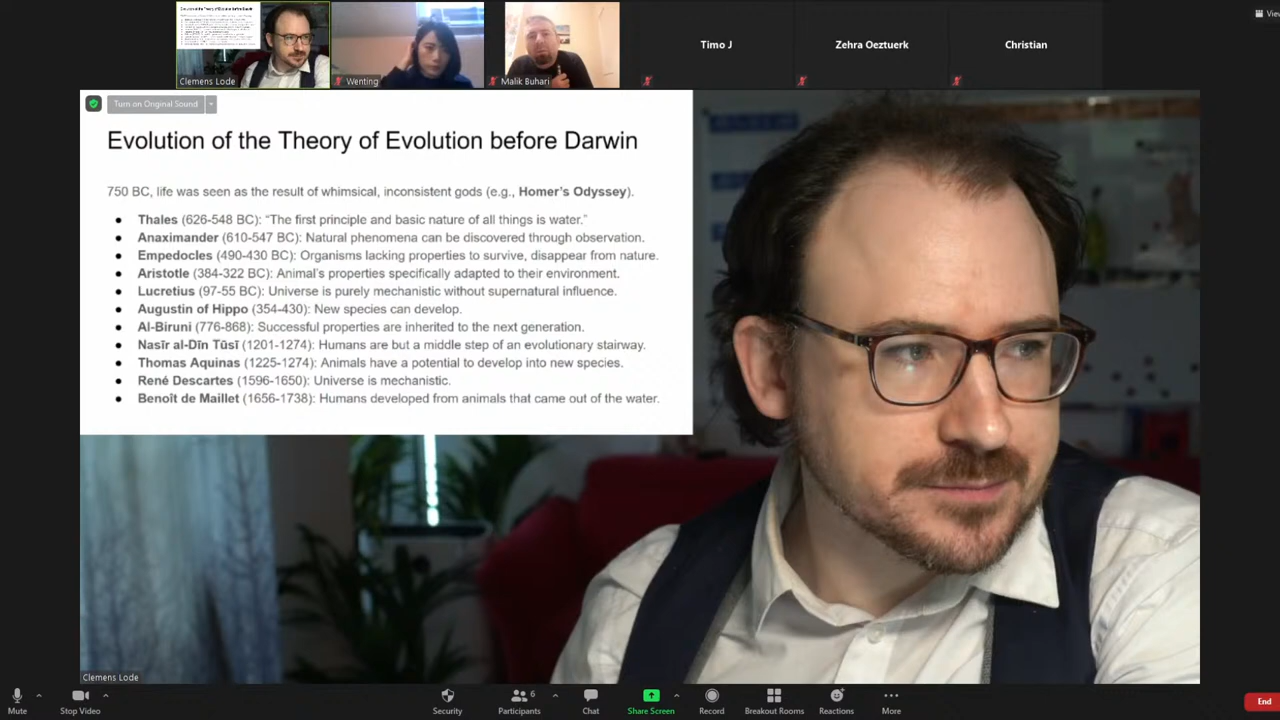 View
Clemens Lode
Wenting
Malik Buhari
Timo J
Zehra Oeztuerk
Christian
Turn on Original Sound
Evolution of the Theory of Evolution before Darwin
750 BC, life was seen as the result of whimsical, inconsistent gods (e.g., Homer's Odyssey).
● Thales (626-548 BC): “The first principle and basic nature of all things is water.”
● Anaximander (610-547 BC): Natural phenomena can be discovered through observation.
● Empedocles (490-430 BC): Organisms lacking properties to survive, disappear from nature.
● Aristotle (384-322 BC): Animal's properties specifically adapted to their environment.
● Lucretius (97-55 BC): Universe is purely mechanistic without supernatural influence.
● Augustin of Hippo (354-430): New species can develop.
● Al-Biruni (776-868): Successful properties are inherited to the next generation.
● Nasīr al-Dīn Tūsī (1201-1274): Humans are but a middle step of an evolutionary stairway.
● Thomas Aquinas (1225-1274): Animals have a potential to develop into new species.
● René Descartes (1596-1650): Universe is mechanistic.
● Benoît de Maillet (1656-1738): Humans developed from animals that came out of the water.
Clemens Lode
Mute
Stop Video
Security
Participants 6
Chat
Share Screen
Record
Breakout Rooms
Reactions
More
End